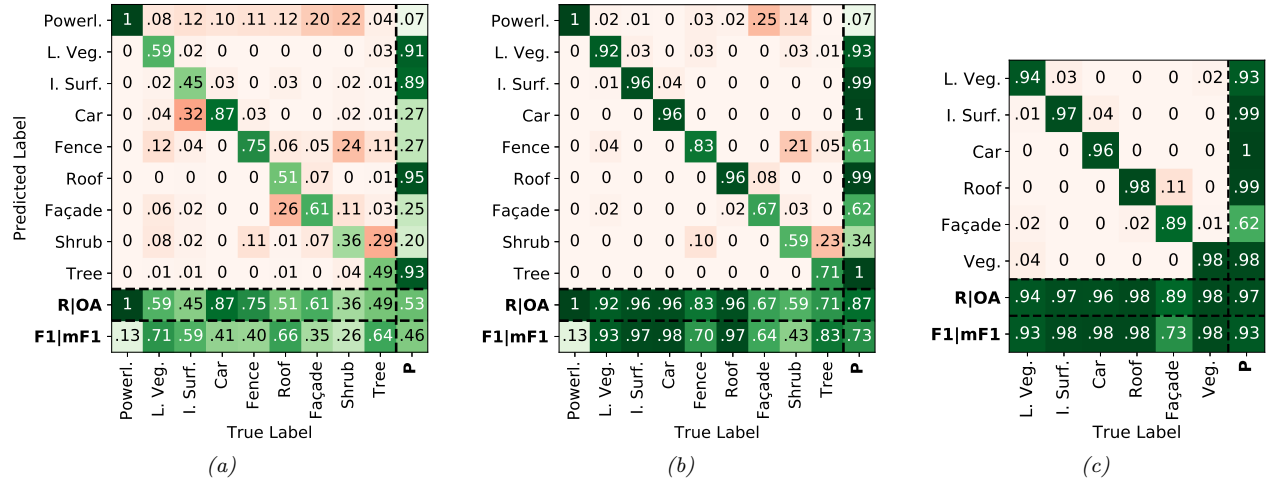 Predicted Label
Powerl. 1 .08 .12 .10 .11 .12 .20 .22 .04 .07
L. Veg. 0 .59 .02 0 0 0 0 0 .03 .91
I. Surf. 0 .02 .45 .03 0 .03 0 .02 .01 .89
Car 0 .04 .32 .87 .03 0 0 .02 .01 .27
Fence 0 .12 .04 0 .75 .06 .05 .24 .11 .27
Roof 0 0 0 0 0 .51 .07 0 .01 .95
Façade 0 .06 .02 0 0 .26 .61 .11 .03 .25
Shrub 0 .08 .02 0 .11 .01 .07 .36 .29 .20
Tree 0 .01 .01 0 0 .01 0 .04 .49 .93
R|OA 1 .59 .45 .87 .75 .51 .61 .36 .49 .53
F1|mF1 .13 .71 .59 .41 .40 .66 .35 .26 .64 .46
Powerl. L. Veg. I. Surf. Car Fence Roof Façade Shrub Tree P
True Label
(a)
Powerl. 1 .02 .01 0 .03 .02 .25 .14 0 .07
L. Veg. 0 .92 .03 0 .03 0 0 .03 .01 .93
I. Surf. 0 .01 .96 .04 0 0 0 0 0 .99
Car 0 0 0 .96 0 0 0 0 0 1
Fence 0 .04 0 0 .83 0 0 .21 .05 .61
Roof 0 0 0 0 0 .96 .08 0 0 .99
Façade 0 .02 0 0 0 .02 .67 .03 0 .62
Shrub 0 0 0 0 .10 0 0 .59 .23 .34
Tree 0 0 0 0 0 0 0 0 .71 1
R|OA 1 .92 .96 .96 .83 .96 .67 .59 .71 .87
F1|mF1 .13 .93 .97 .98 .70 .97 .64 .43 .83 .73
Powerl. L. Veg. I. Surf. Car Fence Roof Façade Shrub Tree P
True Label
(b)
L. Veg. .94 .03 0 0 0 .02 .93
I. Surf. .01 .97 .04 0 0 0 .99
Car 0 0 .96 0 0 0 1
Roof 0 0 0 .98 .11 0 .99
Façade .02 0 0 .02 .89 .01 .62
Veg. .04 0 0 0 0 .98 .98
R|OA .94 .97 .96 .98 .89 .98 .97
F1|mF1 .93 .98 .98 .98 .73 .98 .93
L. Veg. I. Surf. Car Roof Façade Veg. P
True Label
(c)